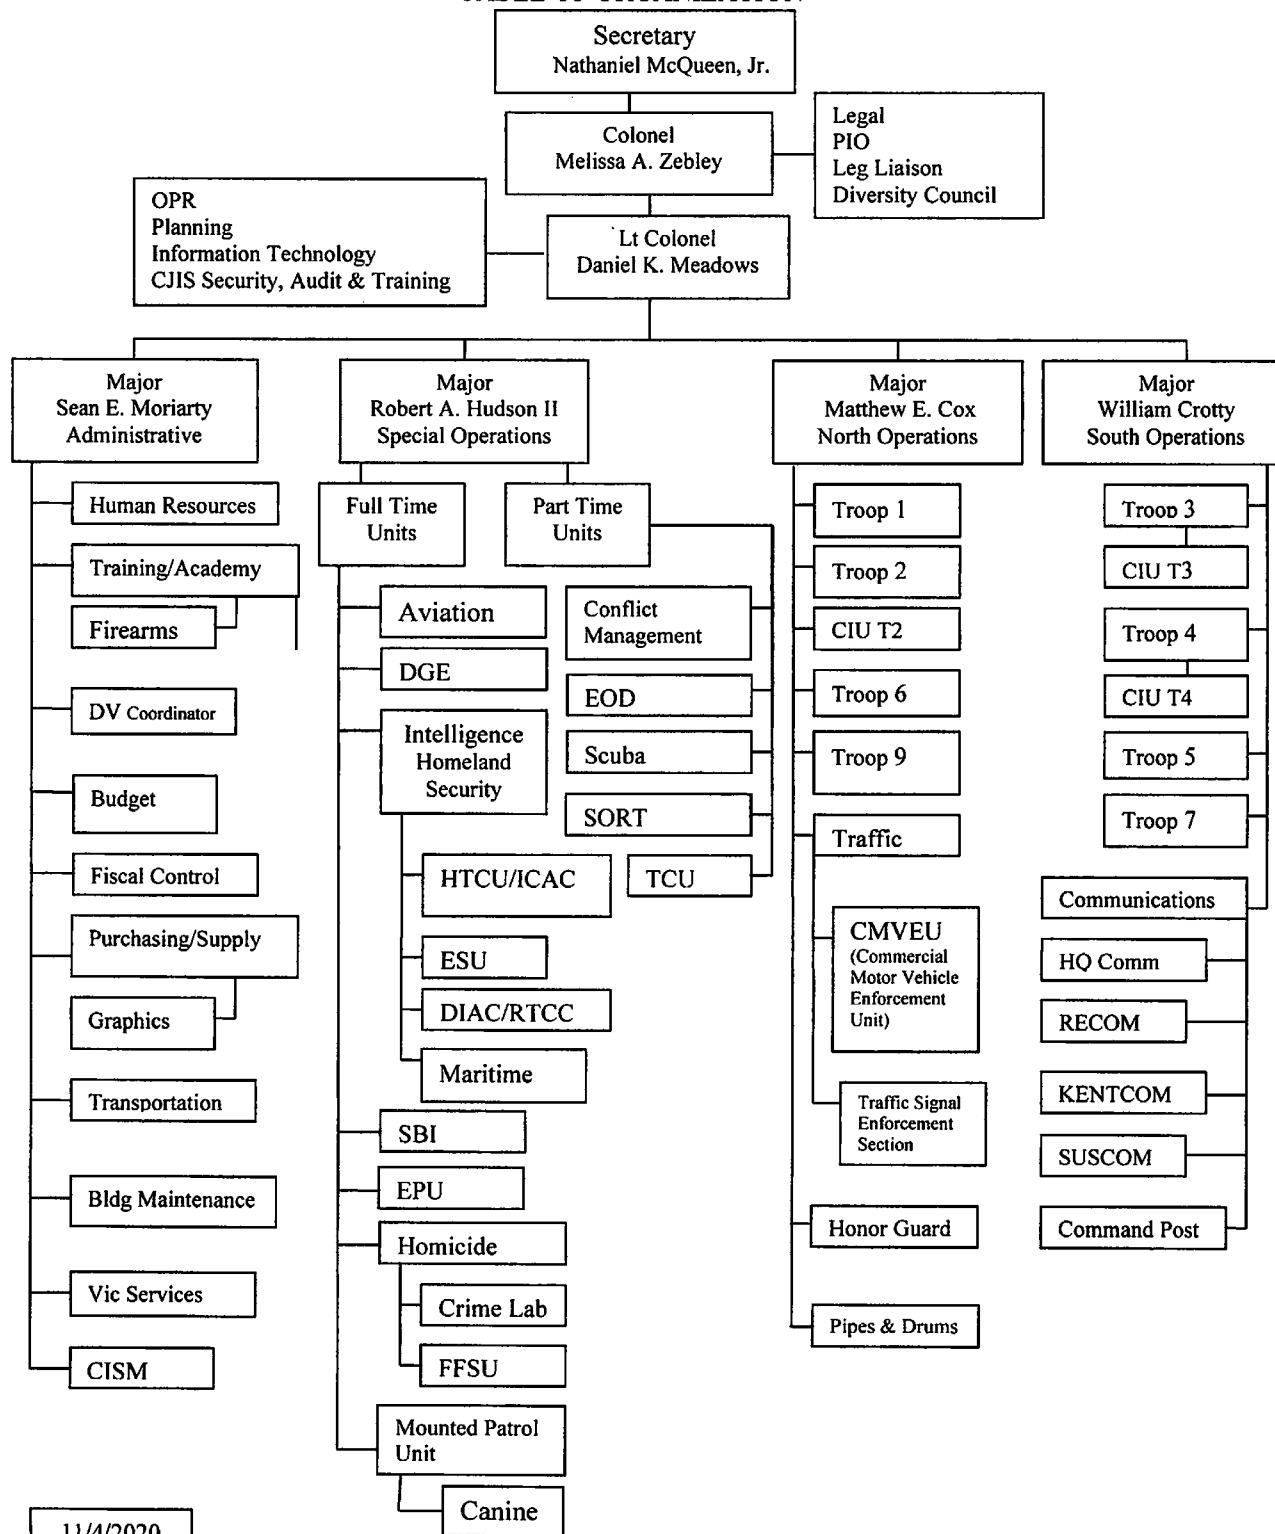 Secretary
Nathaniel McQueen, Jr.
Colonel
Melissa A. Zebley
Legal
PIO
Leg Liaison
Diversity Council
OPR
Planning
Information Technology
CJIS Security, Audit & Training
Lt Colonel
Daniel K. Meadows
Major
Sean E. Moriarty
Administrative
Human Resources
Training/Academy
Firearms
DV Coordinator
Budget
Fiscal Control
Purchasing/Supply
Graphics
Transportation
Bldg Maintenance
Vic Services
CISM
Major
Robert A. Hudson II
Special Operations
Full Time
Units
Aviation
DGE
Intelligence
Homeland
Security
HTCU/ICAC
ESU
DIAC/RTCC
Maritime
SBI
EPU
Homicide
Crime Lab
FFSU
Mounted Patrol
Unit
Canine
Part Time
Units
Conflict
Management
EOD
Scuba
SORT
TCU
Major
Matthew E. Cox
North Operations
Troop 1
Troop 2
CIU T2
Troop 6
Troop 9
Traffic
CMVEU
(Commercial
Motor Vehicle
Enforcement
Unit)
Traffic Signal
Enforcement
Section
Honor Guard
Pipes & Drums
Major
William Crotty
South Operations
Troop 3
CIU T3
Troop 4
CIU T4
Troop 5
Troop 7
Communications
HQ Comm
RECOM
KENTCOM
SUSCOM
Command Post
11/4/2020